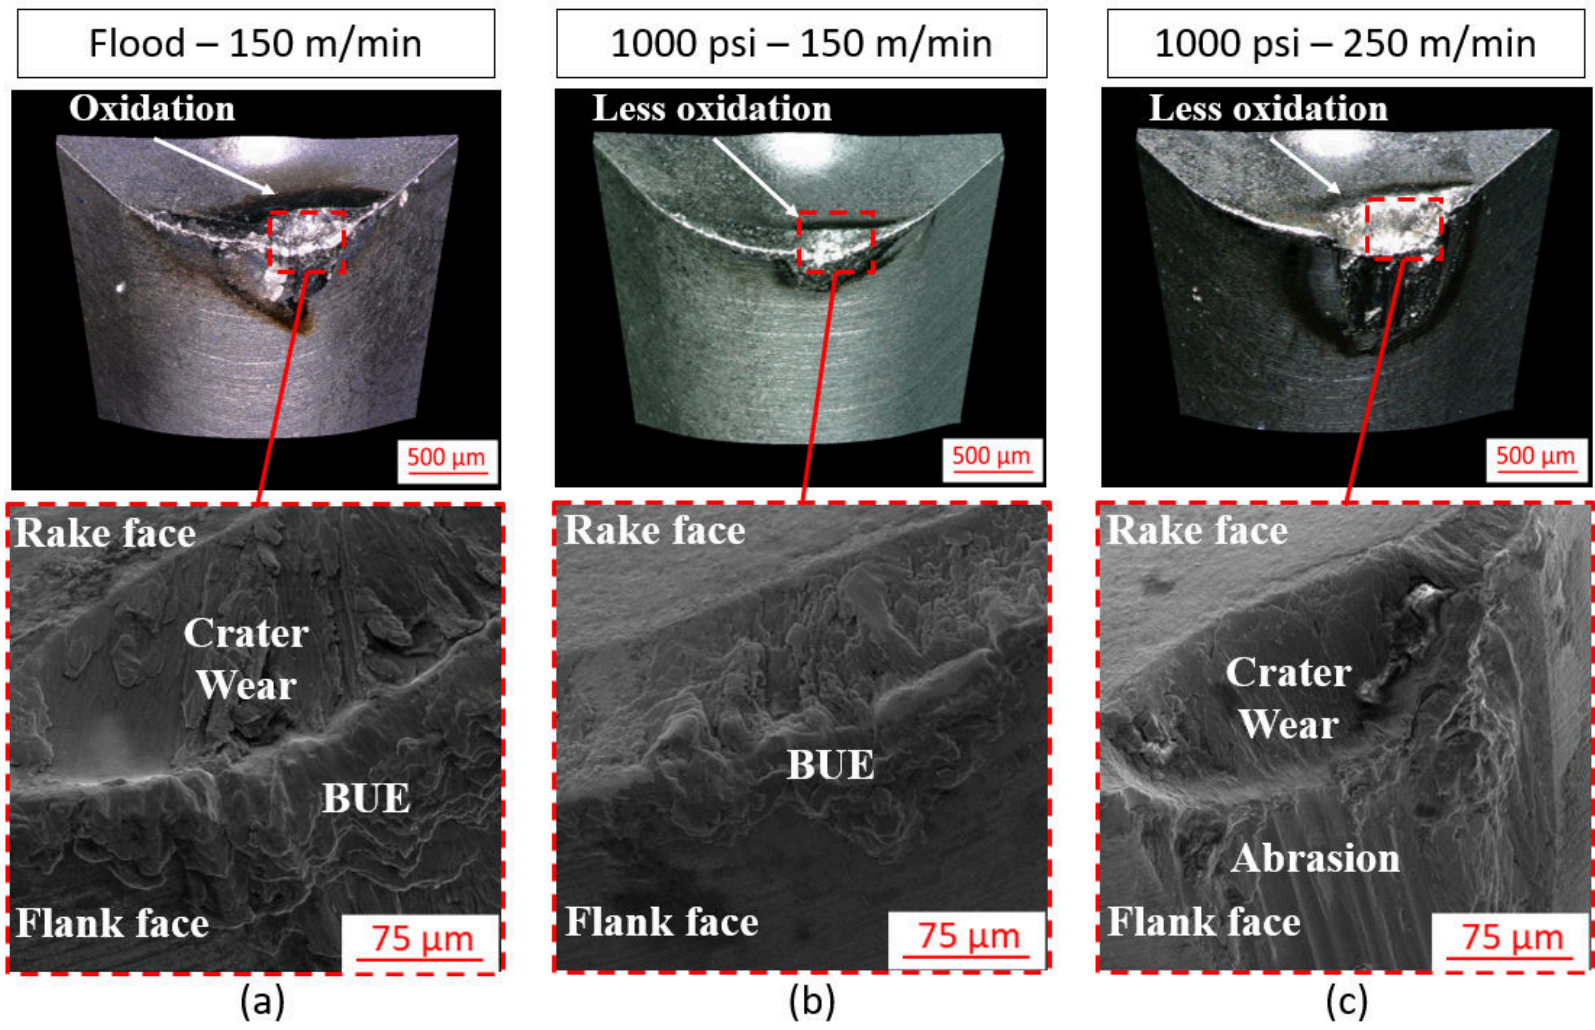 Flood – 150 m/min
1000 psi – 150 m/min
1000 psi – 250 m/min
Oxidation
Less oxidation
Less oxidation
500 µm
500 µm
500 µm
Rake face
Crater
Wear
BUE
Flank face
75 µm
Rake face
BUE
Flank face
75 µm
Rake face
Crater
Wear
Abrasion
Flank face
75 µm
(a)
(b)
(c)